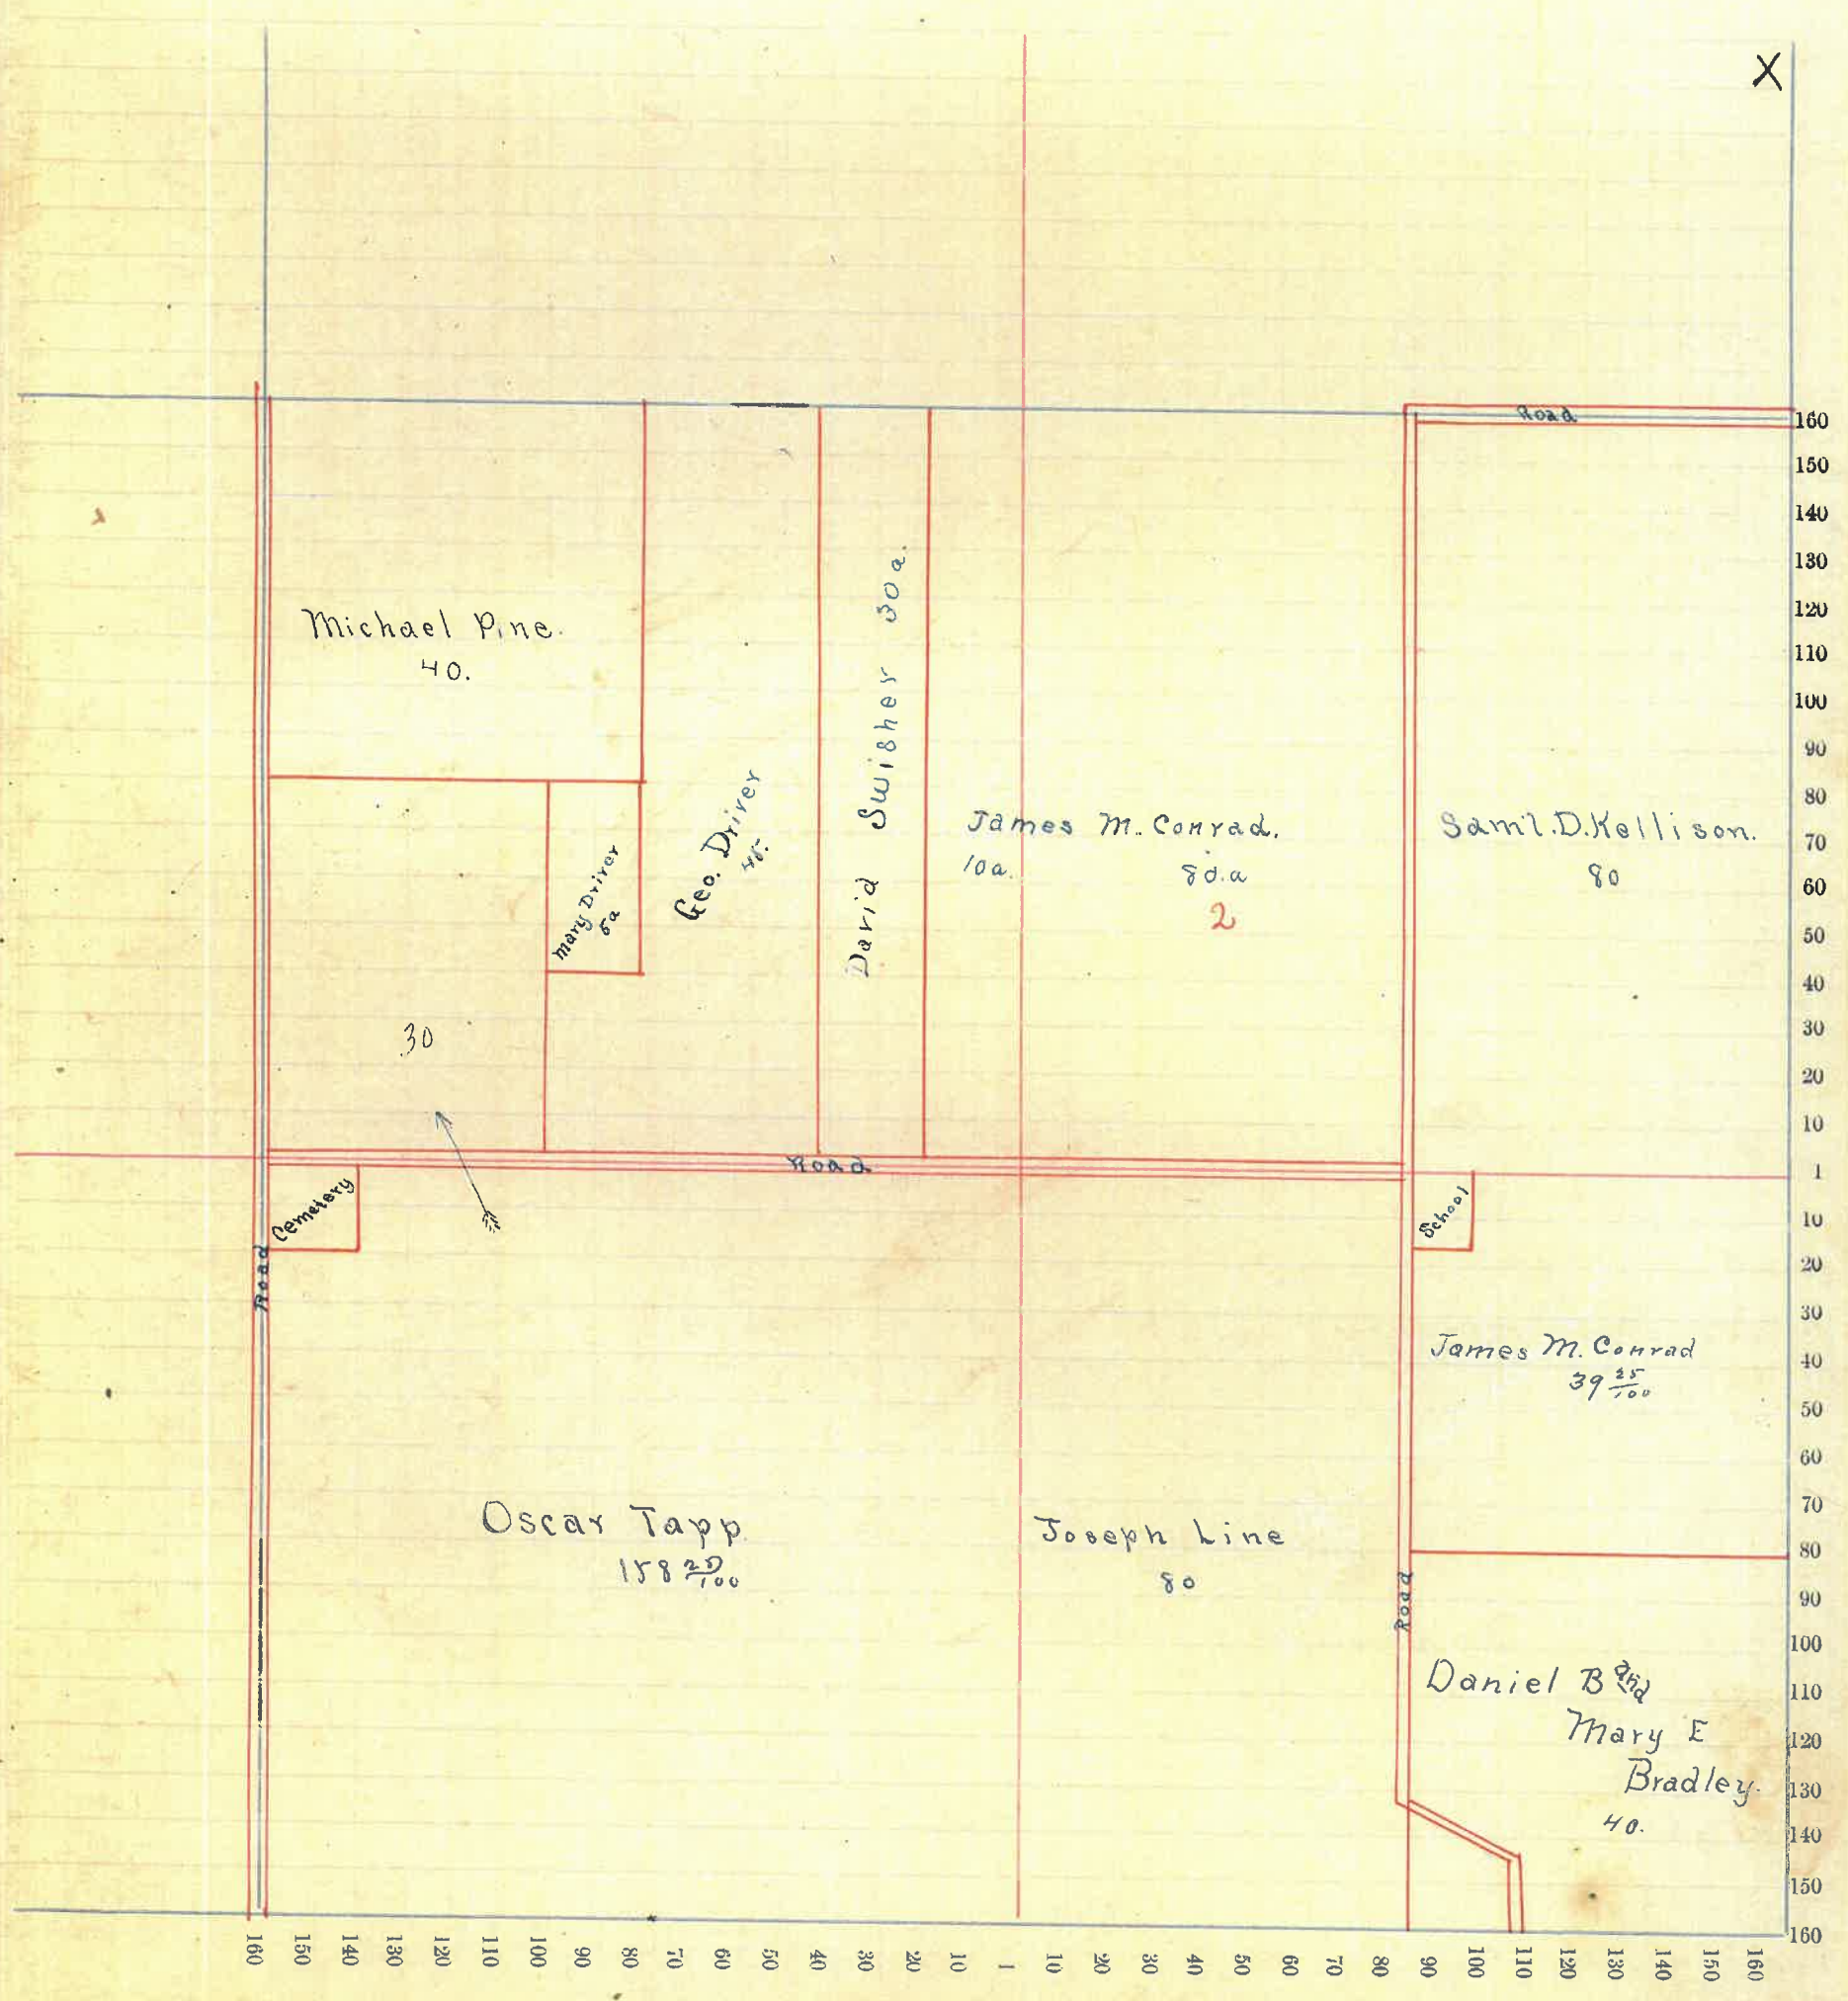 X
Road
Michael Pine.
40.
Mary Driver
5a
Geo. Driver
45.
David Swisher 30a.
James M. Conrad.
10a.
80.a
2
Saml.D.Kellison.
80
30
Road
Cemetery
Road
School
James M. Conrad
39 25/100
Oscar Tapp
158 25/100
Joseph Line
80
Road
Daniel B and
Mary E
Bradley.
40.
160
150
140
130
120
110
100
90
80
70
60
50
40
30
20
10
1
10
20
30
40
50
60
70
80
90
100
110
120
130
140
150
160
160 150 140 130 120 110 100 90 80 70 60 50 40 30 20 10 1 10 20 30 40 50 60 70 80 90 100 110 120 130 140 150 160